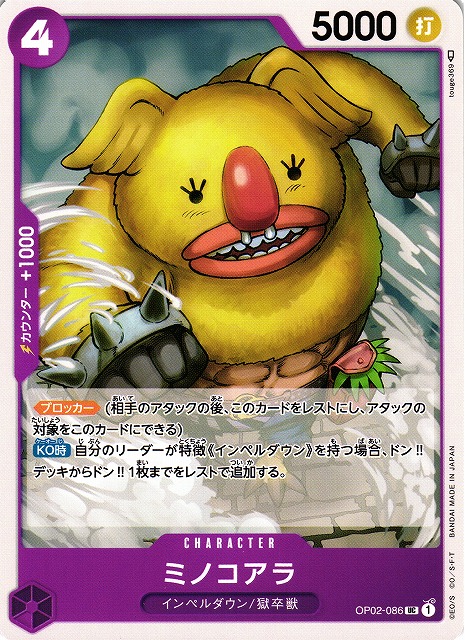 4
5000 打
touge369
カウンター +1000
ブロッカー (相手のアタックの後、このカードをレストにし、アタックの
対象をこのカードにできる)
KO時 自分のリーダーが特徴《インペルダウン》を持つ場合、ドン!!
デッキからドン!!1枚までをレストで追加する。
CHARACTER
ミノコアラ
インペルダウン/獄卒獣
OP02-086 UC 1
©EO/S ©O/S・F・T BANDAI MADE IN JAPAN